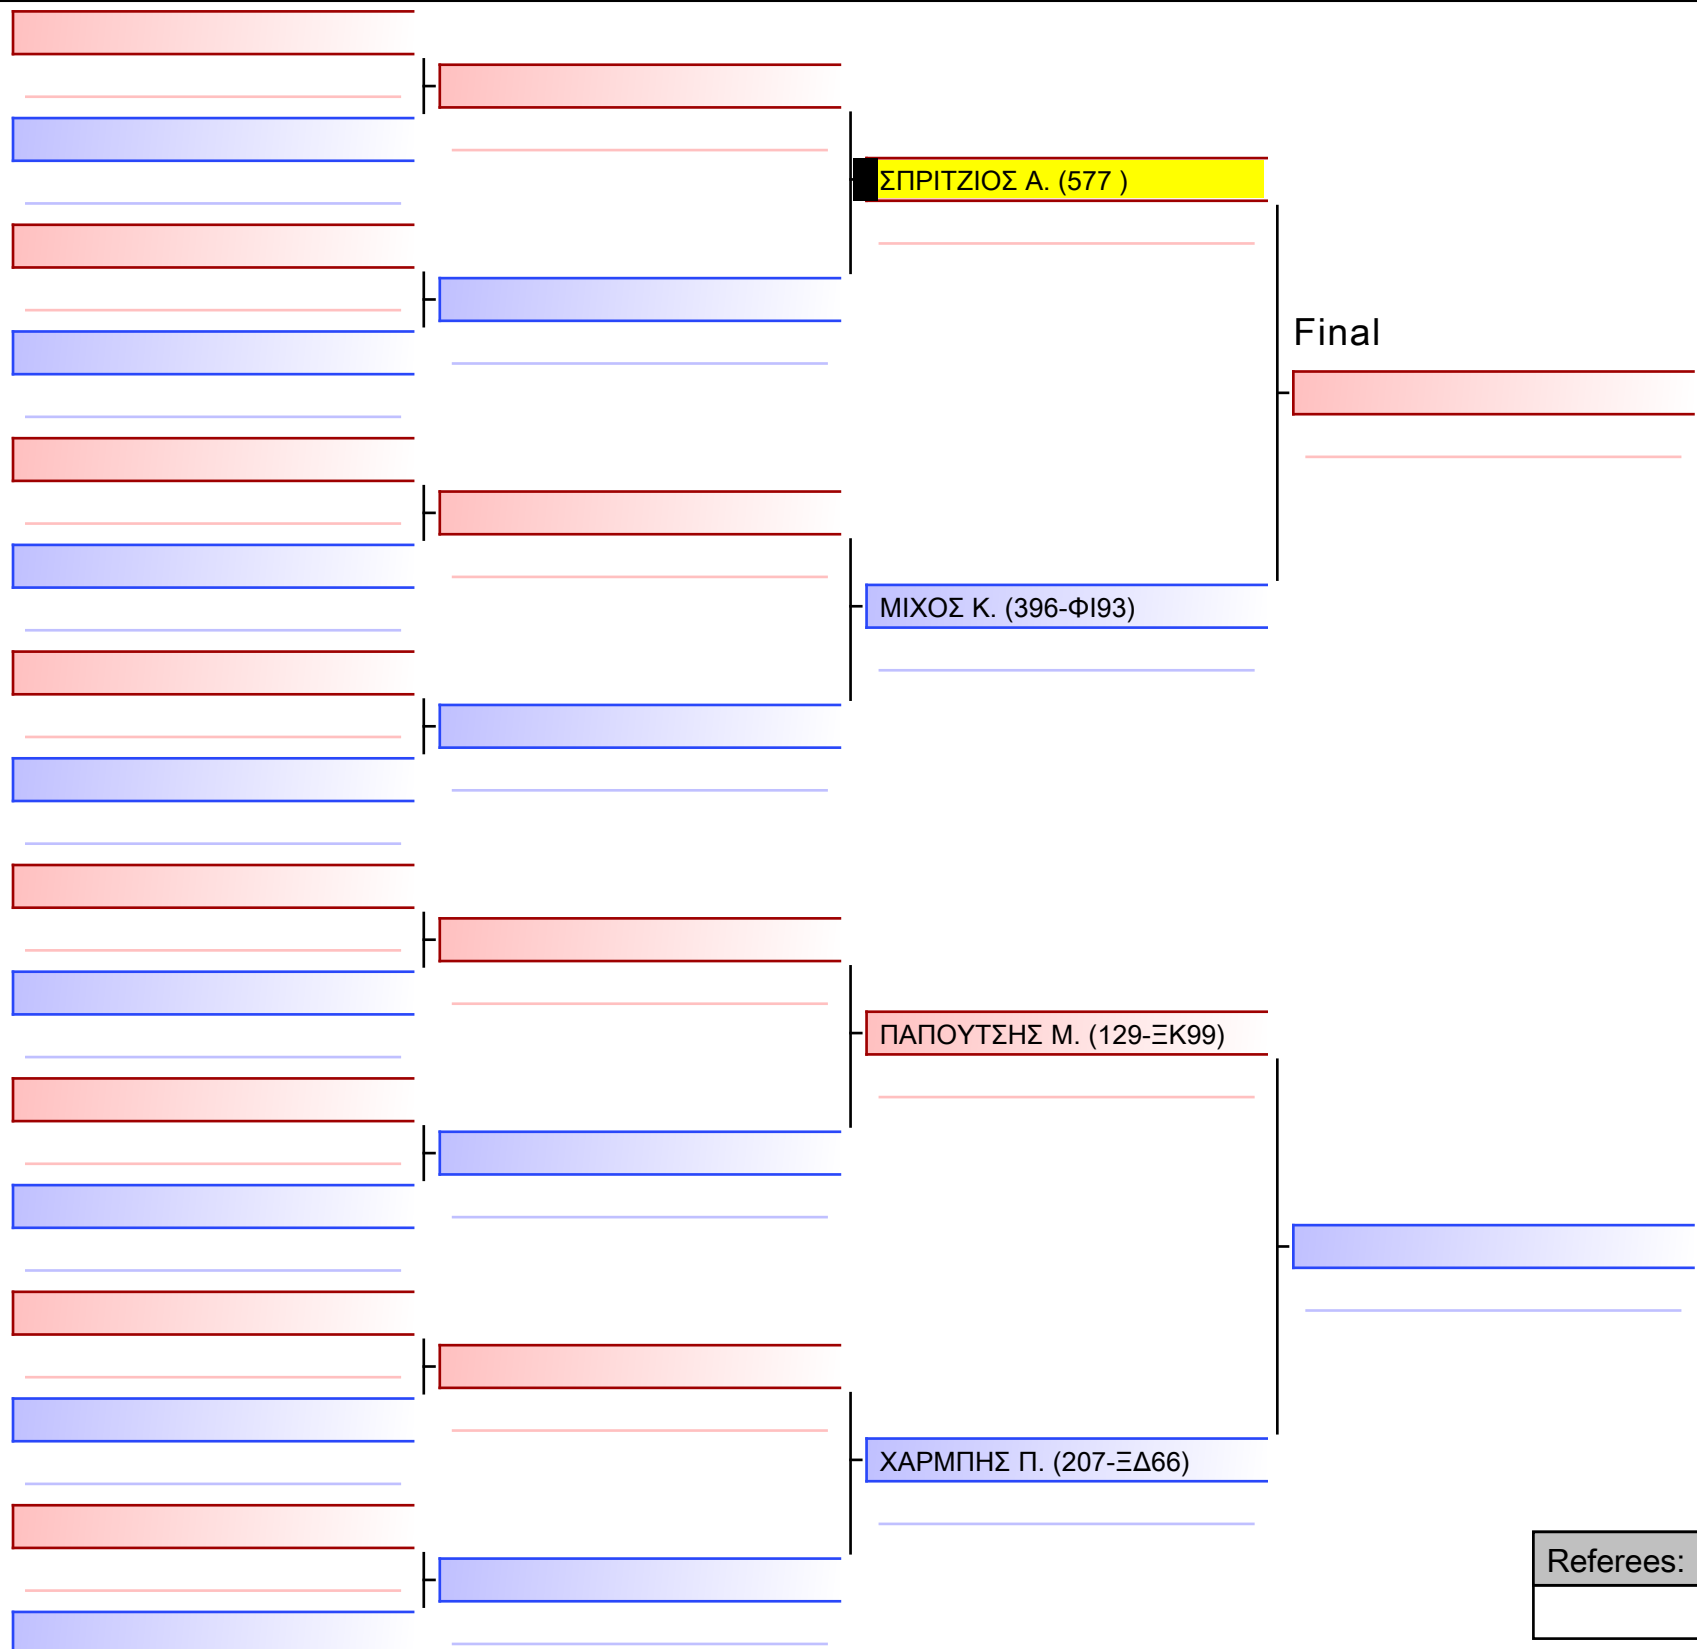 ΣΠΡΙΤΖΙΟΣ Α. (577 )
Final
ΜΙΧΟΣ Κ. (396-ΦΙ93)
ΠΑΠΟΥΤΣΗΣ Μ. (129-ΞΚ99)
ΧΑΡΜΠΗΣ Π. (207-ΞΔ66)
Referees: